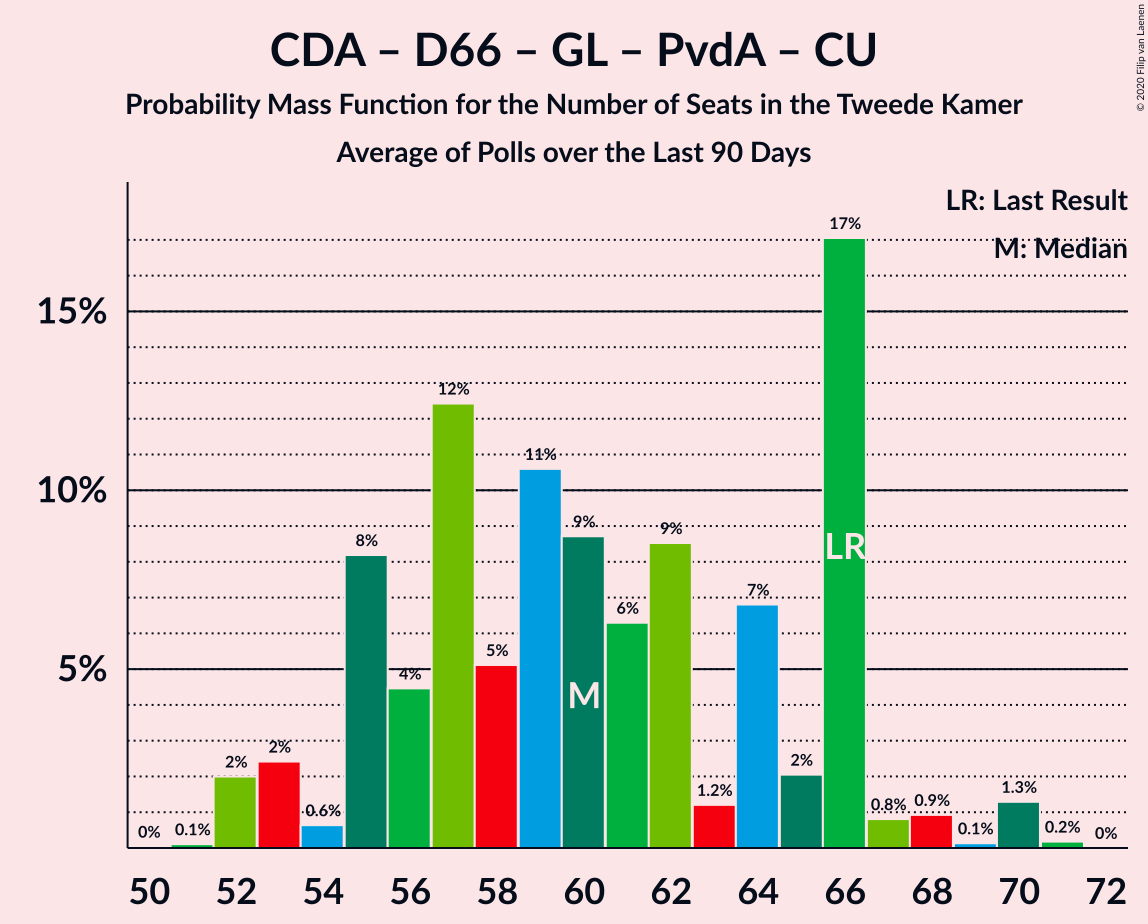 CDA – D66 – GL – PvdA – CU
Probability Mass Function for the Number of Seats in the Tweede Kamer
Average of Polls over the Last 90 Days
© 2020 Filip van Laenen
LR: Last Result
M: Median
15%
10%
5%
0%
0.1%
2%
2%
0.6%
8%
4%
12%
5%
11%
9%
6%
9%
1.2%
7%
2%
17%
0.8%
0.9%
0.1%
1.3%
0.2%
0%
M
LR
50 52 54 56 58 60 62 64 66 68 70 72